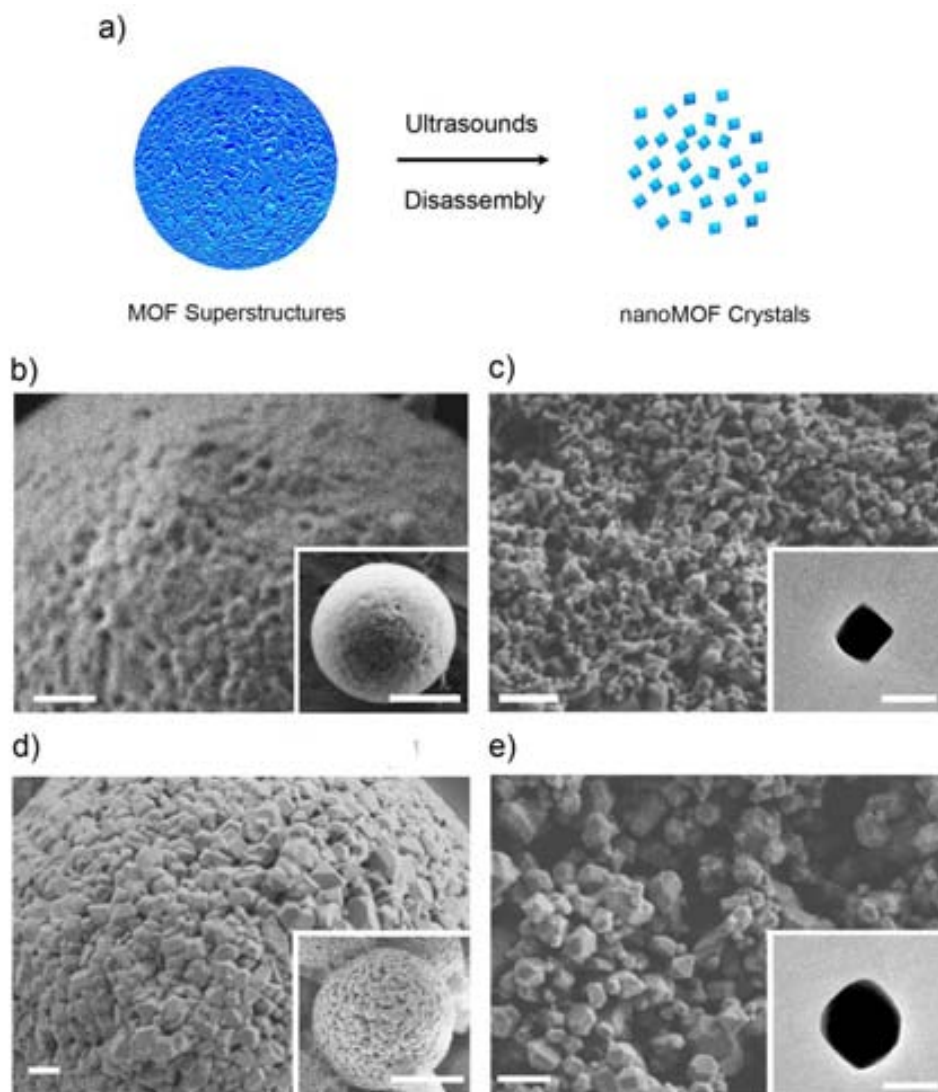 a)
Ultrasounds
Disassembly
MOF Superstructures
nanoMOF Crystals
b)
c)
d)
e)